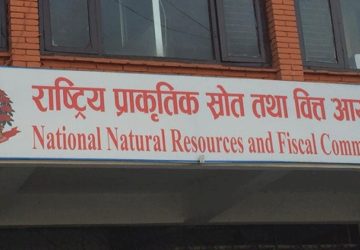 राष्ट्रिय प्राकृतिक स्रोत तथा वित्त
National Natural Resources and Fiscal